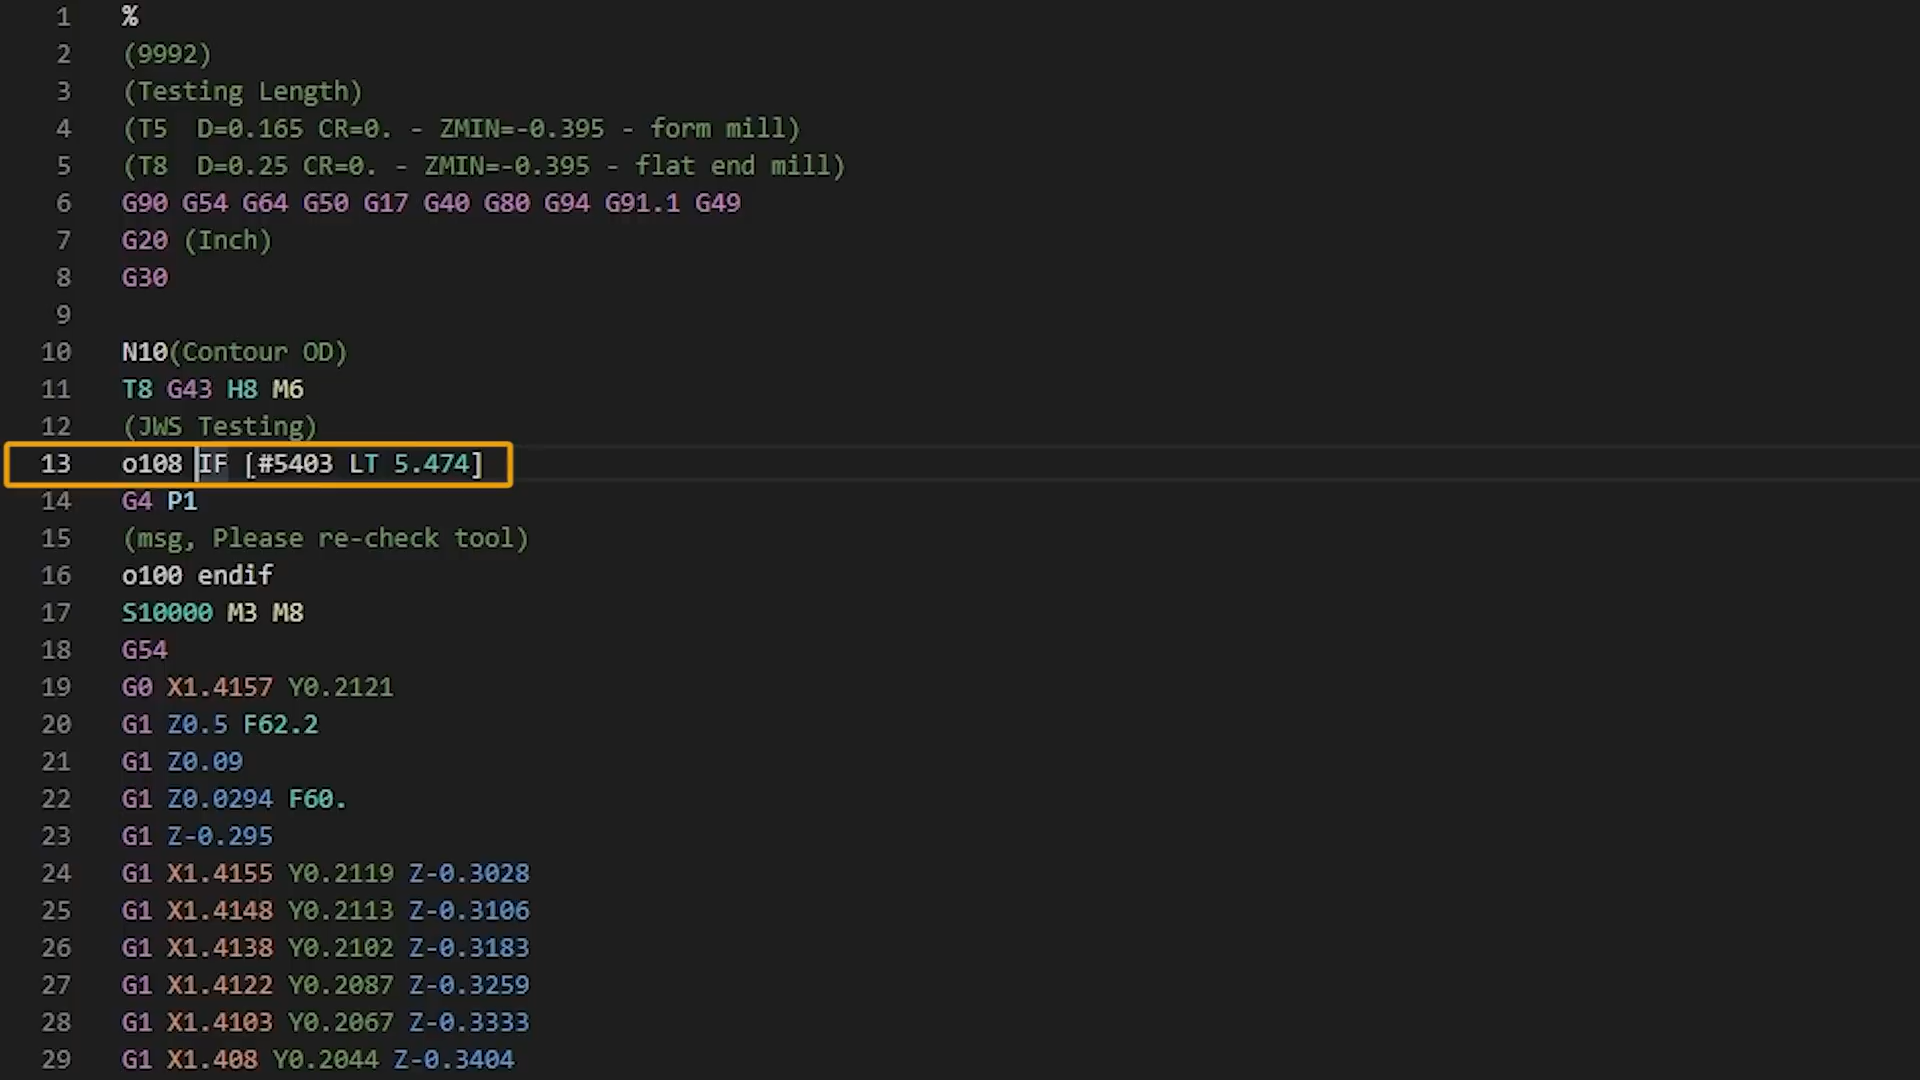 1 %
2 (9992)
3 (Testing Length)
4 (T5  D=0.165 CR=0. - ZMIN=-0.395 - form mill)
5 (T8  D=0.25 CR=0. - ZMIN=-0.395 - flat end mill)
6 G90 G54 G64 G50 G17 G40 G80 G94 G91.1 G49
7 G20 (Inch)
8 G30
9
10 N10(Contour OD)
11 T8 G43 H8 M6
12 (JWS Testing)
13 o108 IF [#5403 LT 5.474]
14 G4 P1
15 (msg, Please re-check tool)
16 o100 endif
17 S10000 M3 M8
18 G54
19 G0 X1.4157 Y0.2121
20 G1 Z0.5 F62.2
21 G1 Z0.09
22 G1 Z0.0294 F60.
23 G1 Z-0.295
24 G1 X1.4155 Y0.2119 Z-0.3028
25 G1 X1.4148 Y0.2113 Z-0.3106
26 G1 X1.4138 Y0.2102 Z-0.3183
27 G1 X1.4122 Y0.2087 Z-0.3259
28 G1 X1.4103 Y0.2067 Z-0.3333
29 G1 X1.408 Y0.2044 Z-0.3404